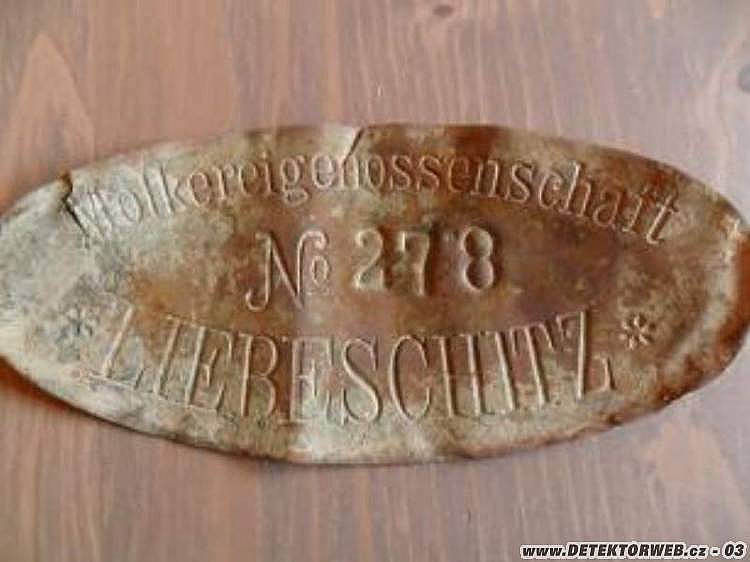 Molkereigenossenschaft
No 278
* LIEBESCHITZ *
www.DETEKTORWEB.cz - 03